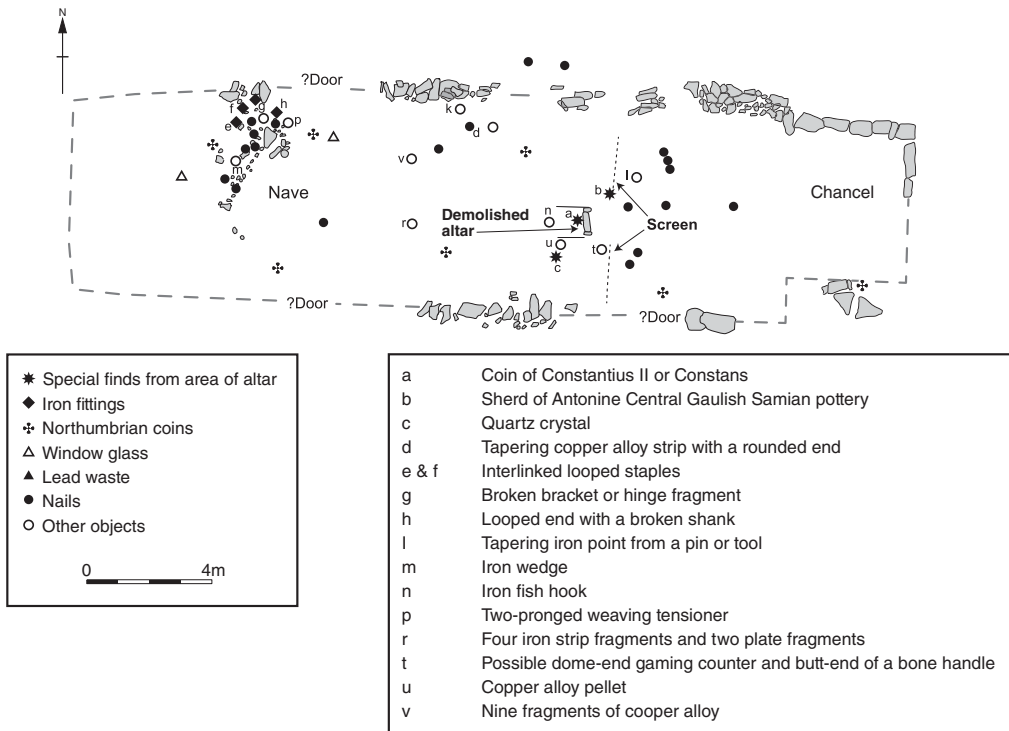 N
?Door
f
g
h
e
p
m
Nave
k
d
v
r
b
l
n
a
Demolished
altar
u
c
t
Screen
Chancel
?Door
?Door
Special finds from area of altar
Iron fittings
Northumbrian coins
Window glass
Lead waste
Nails
Other objects
0 4m
a Coin of Constantius II or Constans
b Sherd of Antonine Central Gaulish Samian pottery
c Quartz crystal
d Tapering copper alloy strip with a rounded end
e & f Interlinked looped staples
g Broken bracket or hinge fragment
h Looped end with a broken shank
l Tapering iron point from a pin or tool
m Iron wedge
n Iron fish hook
p Two-pronged weaving tensioner
r Four iron strip fragments and two plate fragments
t Possible dome-end gaming counter and butt-end of a bone handle
u Copper alloy pellet
v Nine fragments of cooper alloy